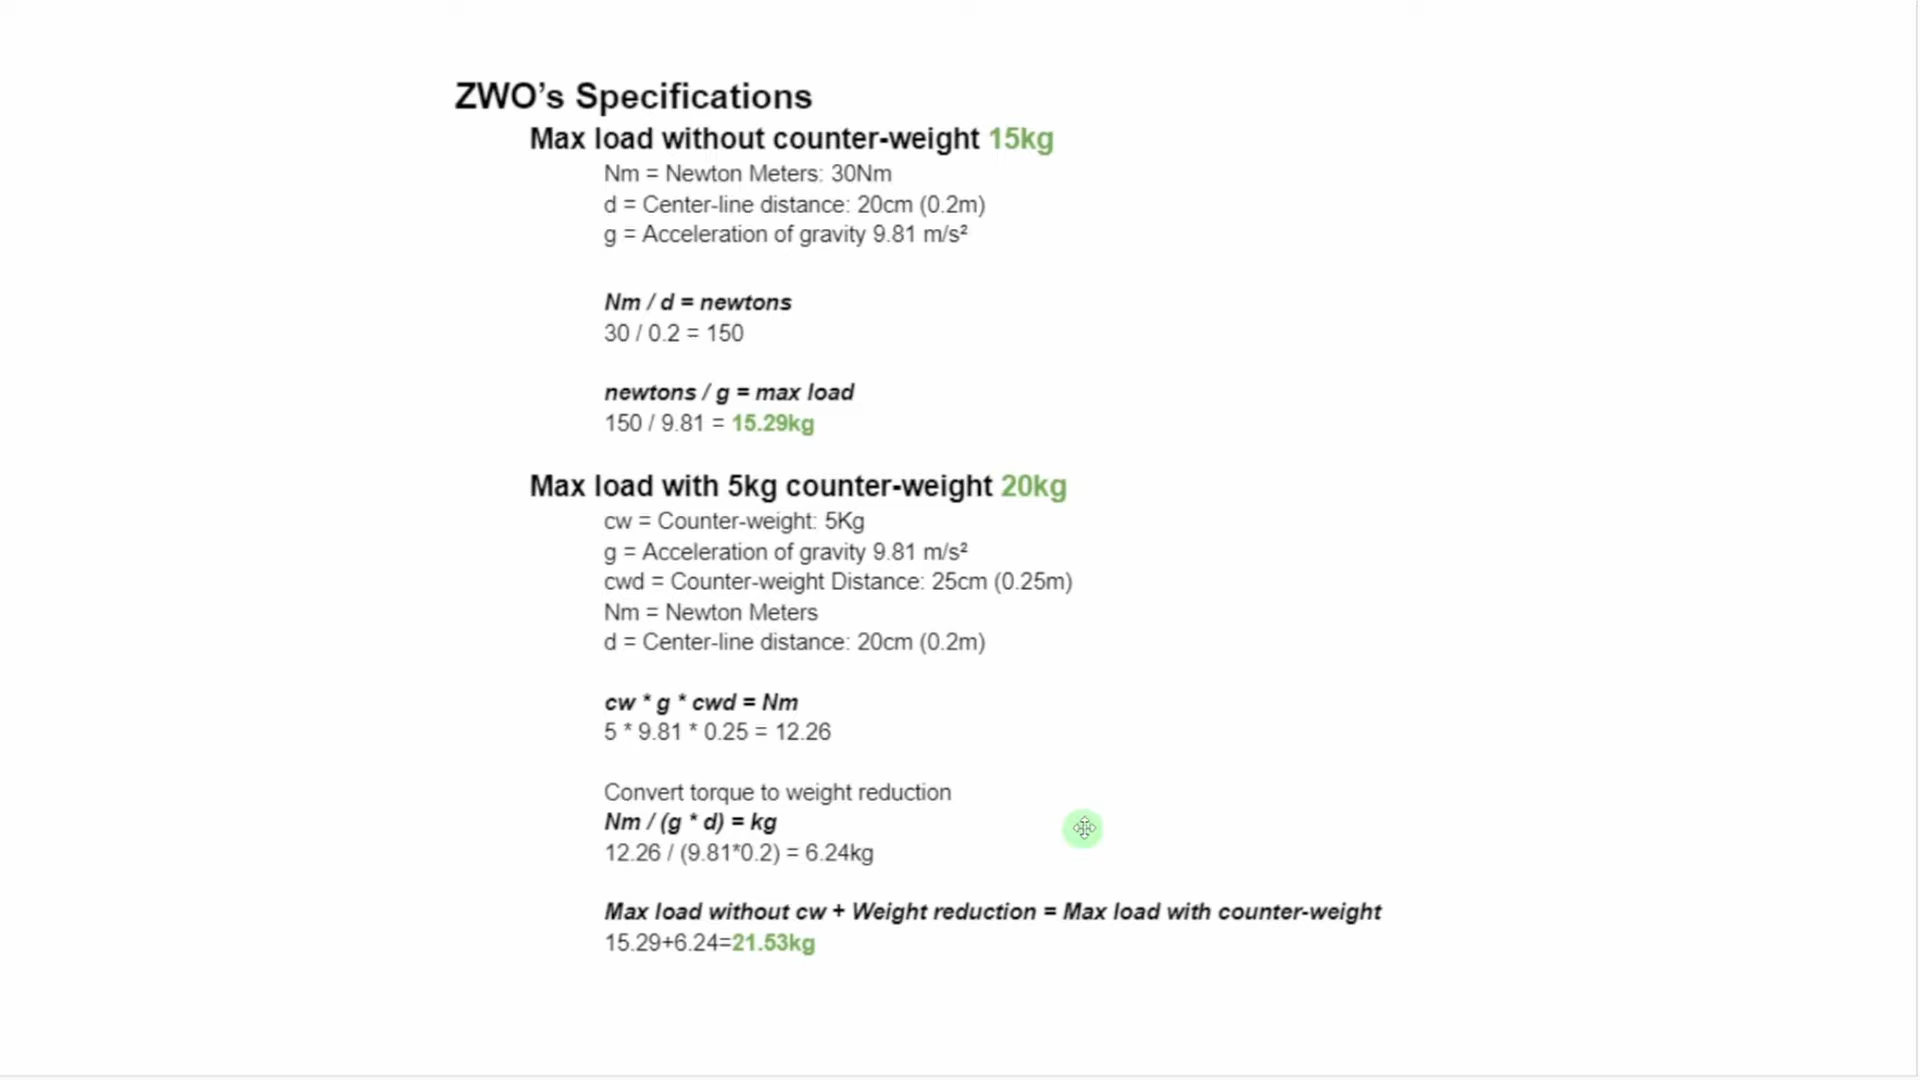 ZWO’s Specifications
Max load without counter-weight 15kg
Nm = Newton Meters: 30Nm
d = Center-line distance: 20cm (0.2m)
g = Acceleration of gravity 9.81 m/s²
Nm / d = newtons
30 / 0.2 = 150
newtons / g = max load
150 / 9.81 = 15.29kg
Max load with 5kg counter-weight 20kg
cw = Counter-weight: 5Kg
g = Acceleration of gravity 9.81 m/s²
cwd = Counter-weight Distance: 25cm (0.25m)
Nm = Newton Meters
d = Center-line distance: 20cm (0.2m)
cw * g * cwd = Nm
5 * 9.81 * 0.25 = 12.26
Convert torque to weight reduction
Nm / (g * d) = kg
12.26 / (9.81*0.2) = 6.24kg
Max load without cw + Weight reduction = Max load with counter-weight
15.29+6.24=21.53kg